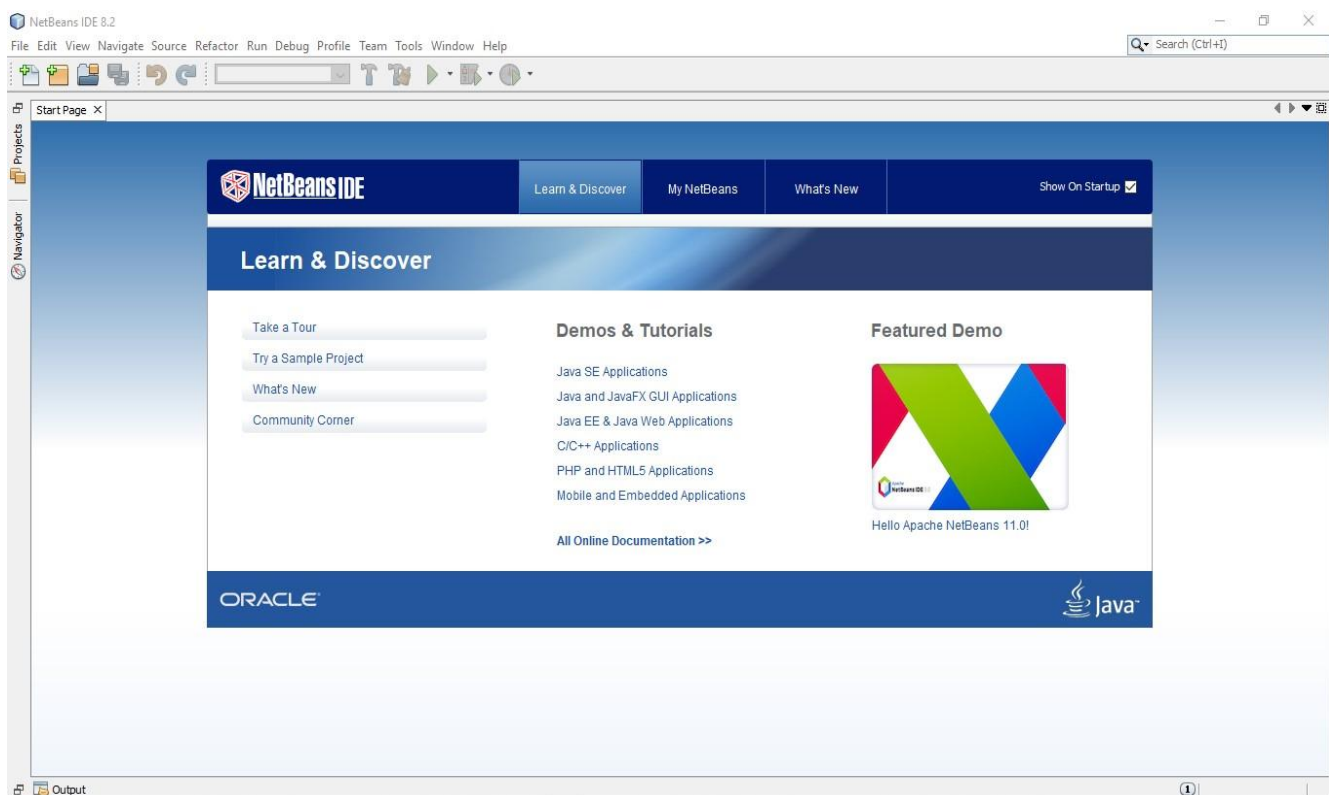 NetBeans IDE 8.2
File Edit View Navigate Source Refactor Run Debug Profile Team Tools Window Help
Search (Ctrl+I)
Start Page
Projects
Navigator
NetBeans IDE
Learn & Discover
My NetBeans
What's New
Show On Startup
Learn & Discover
Take a Tour
Try a Sample Project
What's New
Community Corner
Demos & Tutorials
Java SE Applications
Java and JavaFX GUI Applications
Java EE & Java Web Applications
C/C++ Applications
PHP and HTML5 Applications
Mobile and Embedded Applications
All Online Documentation >>
Featured Demo
NetBeans IDE
Hello Apache NetBeans 11.0!
ORACLE
Java
Output
1